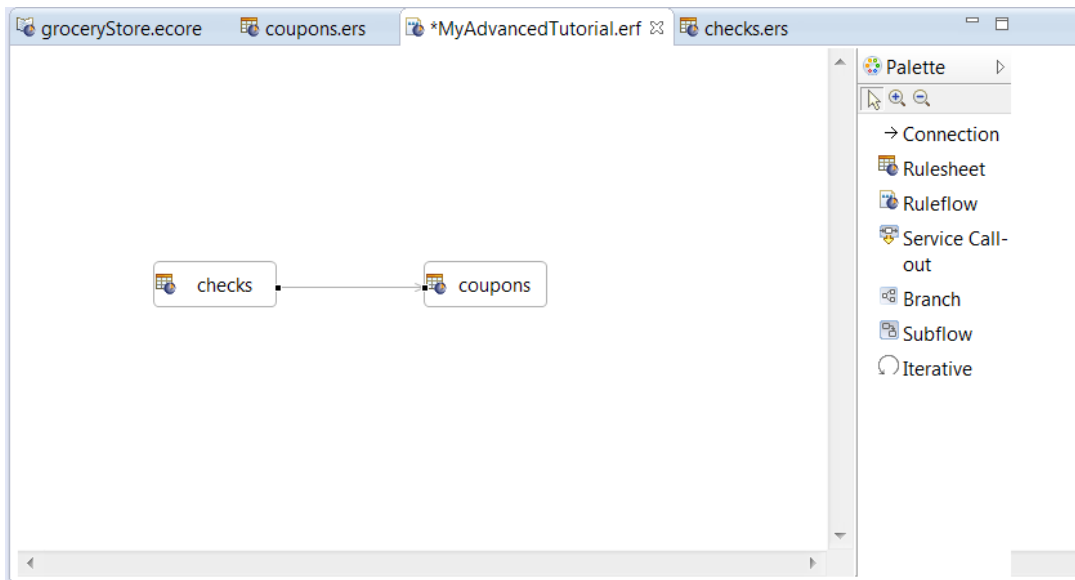 groceryStore.ecore coupons.ers *MyAdvancedTutorial.erf checks.ers
Palette
Connection
Rulesheet
Ruleflow
Service Call-
out
Branch
Subflow
Iterative
checks coupons